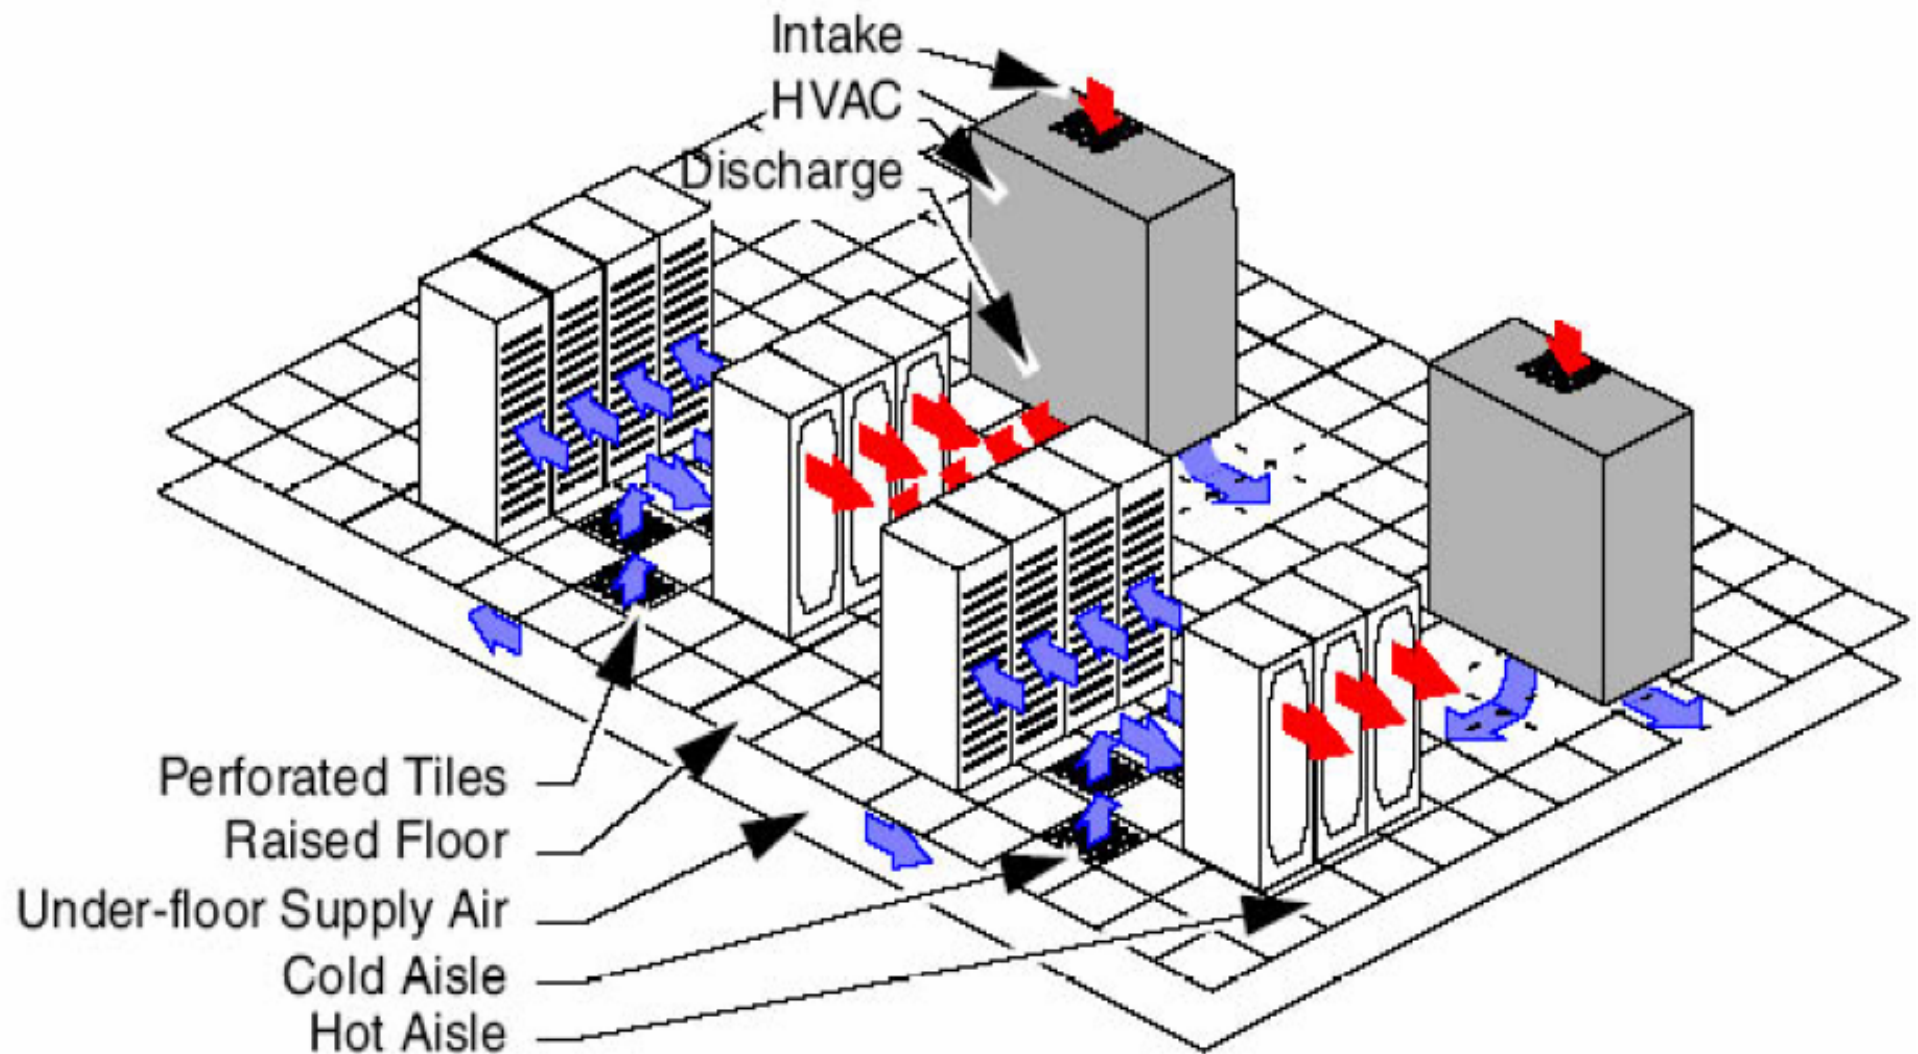 Intake
HVAC
Discharge
Perforated Tiles
Raised Floor
Under-floor Supply Air
Cold Aisle
Hot Aisle